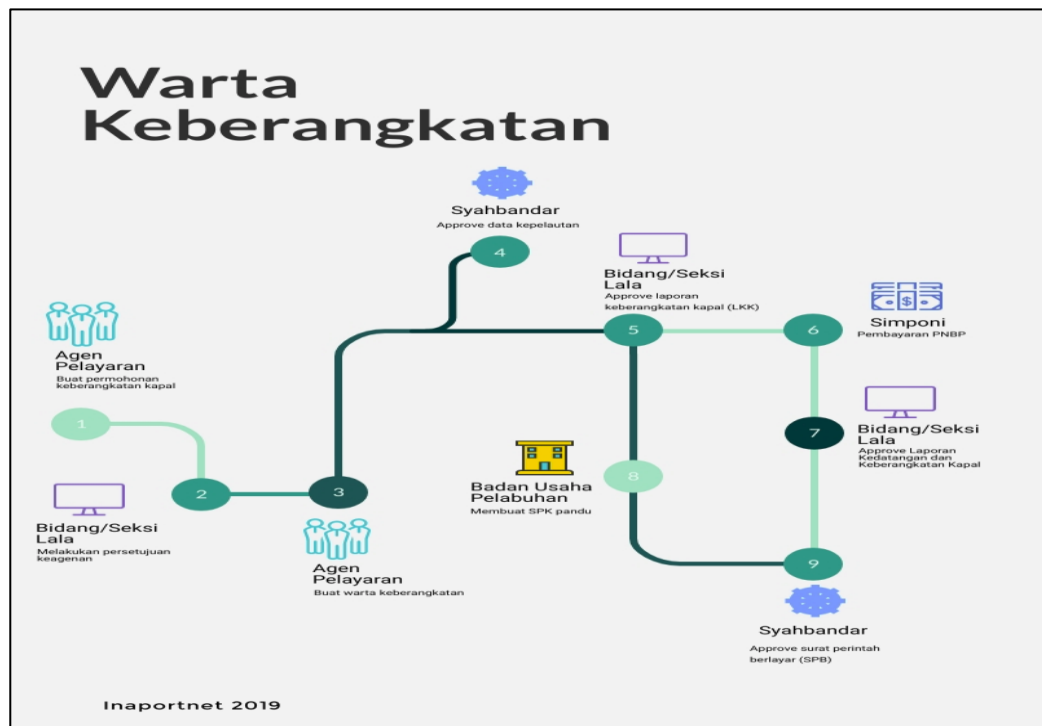 Warta
Keberangkatan
Agen
Pelayaran
Buat permohonan
keberangkatan kapal
1
Bidang/Seksi
Lala
Melakukan persetujuan
keagenan
2
3
Agen
Pelayaran
Buat warta keberangkatan
Syahbandar
Approve data kepelautan
4
Bidang/Seksi
Lala
Approve laporan
keberangkatan kapal (LKK)
5
6
Simponi
Pembayaran PNBP
7
Bidang/Seksi
Lala
Approve Laporan
Kedatangan dan
Keberangkatan Kapal
Badan Usaha
Pelabuhan
Membuat SPK pandu
8
9
Syahbandar
Approve surat perintah
berlayar (SPB)
Inaportnet 2019